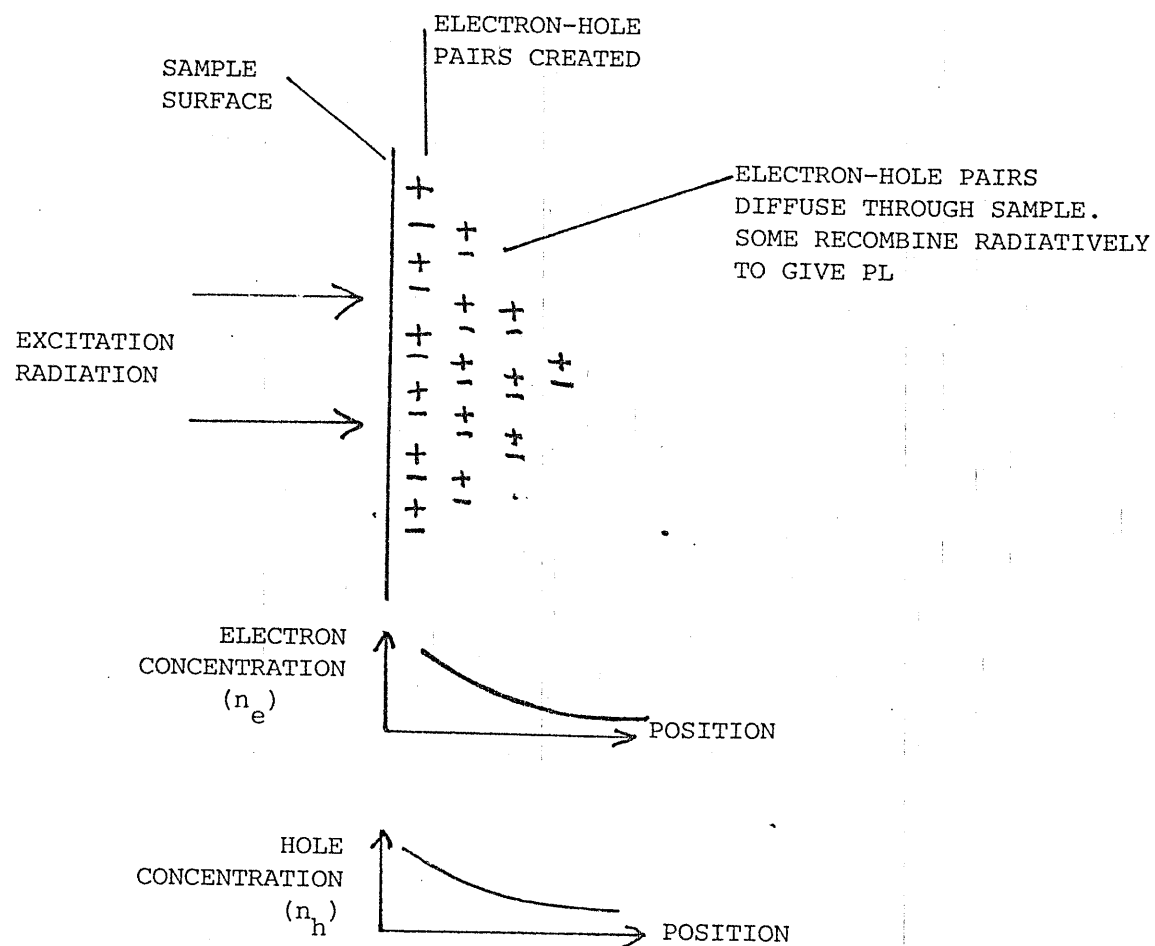 ELECTRON-HOLE
PAIRS CREATED
SAMPLE
SURFACE
ELECTRON-HOLE PAIRS
DIFFUSE THROUGH SAMPLE.
SOME RECOMBINE RADIATIVELY
TO GIVE PL
EXCITATION
RADIATION
ELECTRON
CONCENTRATION
(n_e)
POSITION
HOLE
CONCENTRATION
(n_h)
POSITION